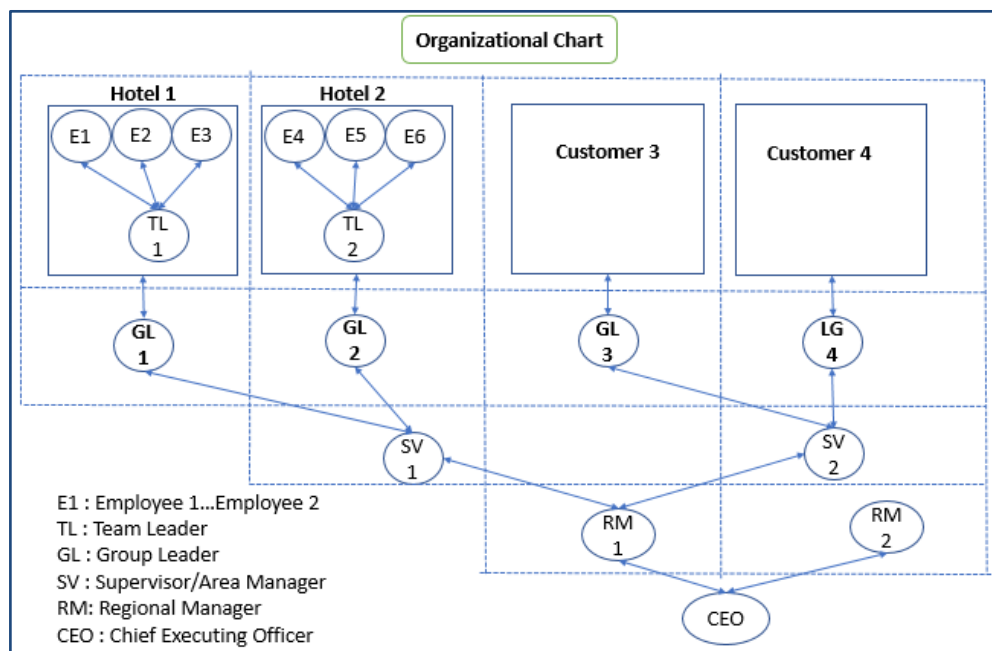 Organizational Chart
Hotel 1
Hotel 2
E1
E2
E3
E4
E5
E6
Customer 3
Customer 4
TL
1
TL
2
GL
1
GL
2
GL
3
LG
4
SV
1
SV
2
E1 : Employee 1...Employee 2
TL : Team Leader
GL : Group Leader
SV : Supervisor/Area Manager
RM: Regional Manager
CEO : Chief Executing Officer
RM
1
RM
2
CEO